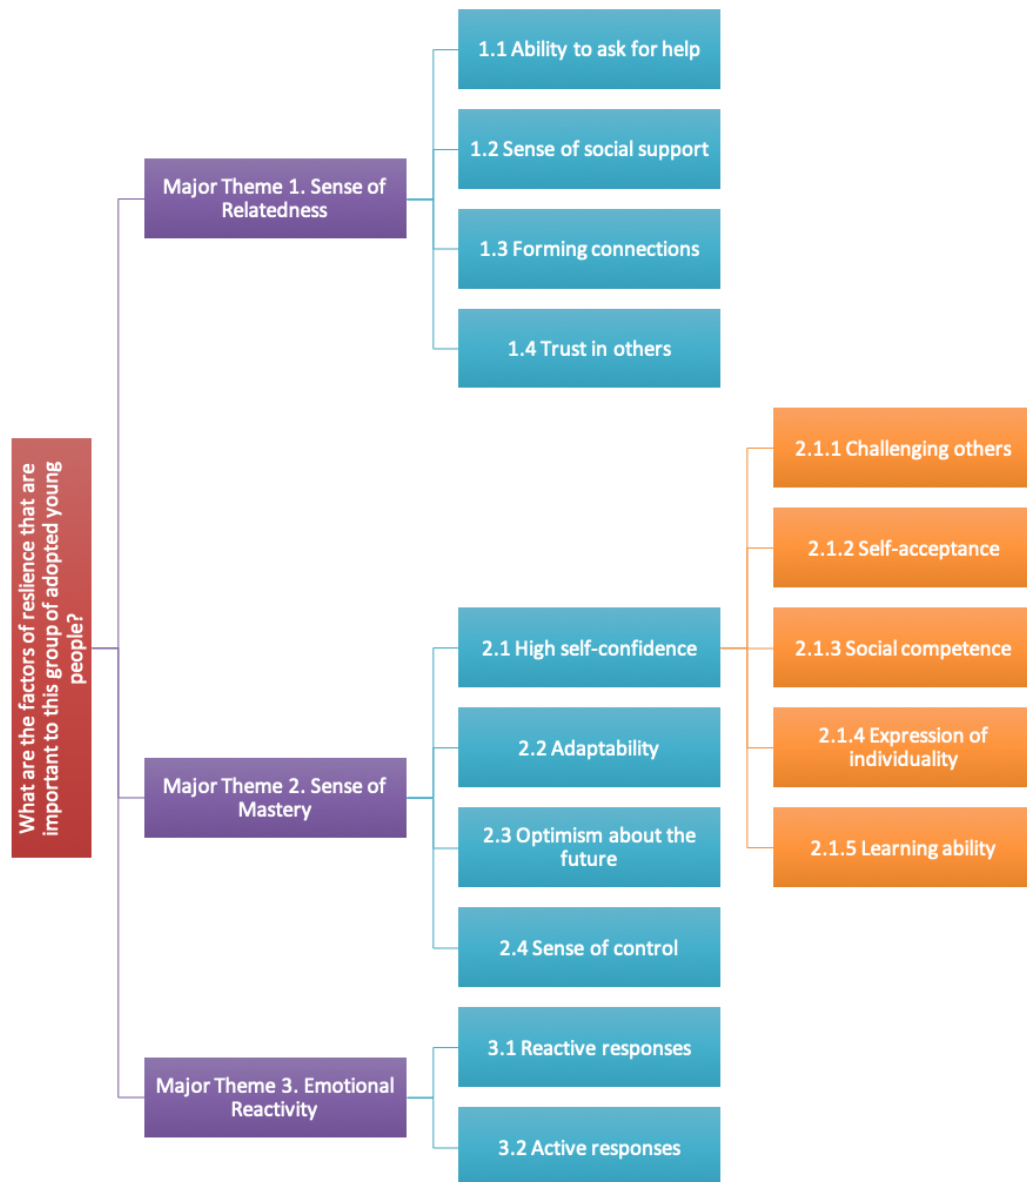 What are the factors of reslience that are
important to this group of adopted young
people?
Major Theme 1. Sense of
Relatedness
1.1 Ability to ask for help
1.2 Sense of social support
1.3 Forming connections
1.4 Trust in others
Major Theme 2. Sense of
Mastery
2.1 High self-confidence
2.1.1 Challenging others
2.1.2 Self-acceptance
2.1.3 Social competence
2.1.4 Expression of
individuality
2.1.5 Learning ability
2.2 Adaptability
2.3 Optimism about the
future
2.4 Sense of control
Major Theme 3. Emotional
Reactivity
3.1 Reactive responses
3.2 Active responses